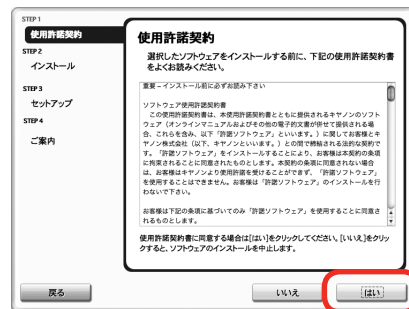 STEP 1
使用許諾契約
STEP 2
インストール
STEP 3
セットアップ
STEP 4
ご案内
使用許諾契約
選択したソフトウェアをインストールする前に、下記の使用許諾契約書
をよくお読みください。
重要 – インストール前に必ずお読み下さい
ソフトウェア使用許諾契約書
この使用許諾契約書は、本使用許諾契約書とともに提供されるキヤノンのソフト
ウェア（オンラインマニュアルおよびその他の電子的文書が併せて提供される場
合、これらを含み、以下「許諾ソフトウェア」といいます。）に関してお客様とキ
ヤノン株式会社（以下、キヤノンといいます。）との間で締結される法的な契約で
す。「許諾ソフトウェア」をインストールすることにより、お客様は本契約の条項
に拘束されることに同意されたものとします。本契約の条項に同意されない場合
は、お客様はキヤノンより使用許諾を受けることができず、「許諾ソフトウェア」
を使用することはできません。お客様は「許諾ソフトウェア」のインストールを行
わないで下さい。
お客様は下記の条項に基づいてのみ「許諾ソフトウェア」を使用することに同意さ
れるものとします。
使用許諾契約書に同意する場合は[はい]をクリックしてください。[いいえ]をクリッ
クすると、ソフトウェアのインストールを中止します。
戻る
いいえ
はい